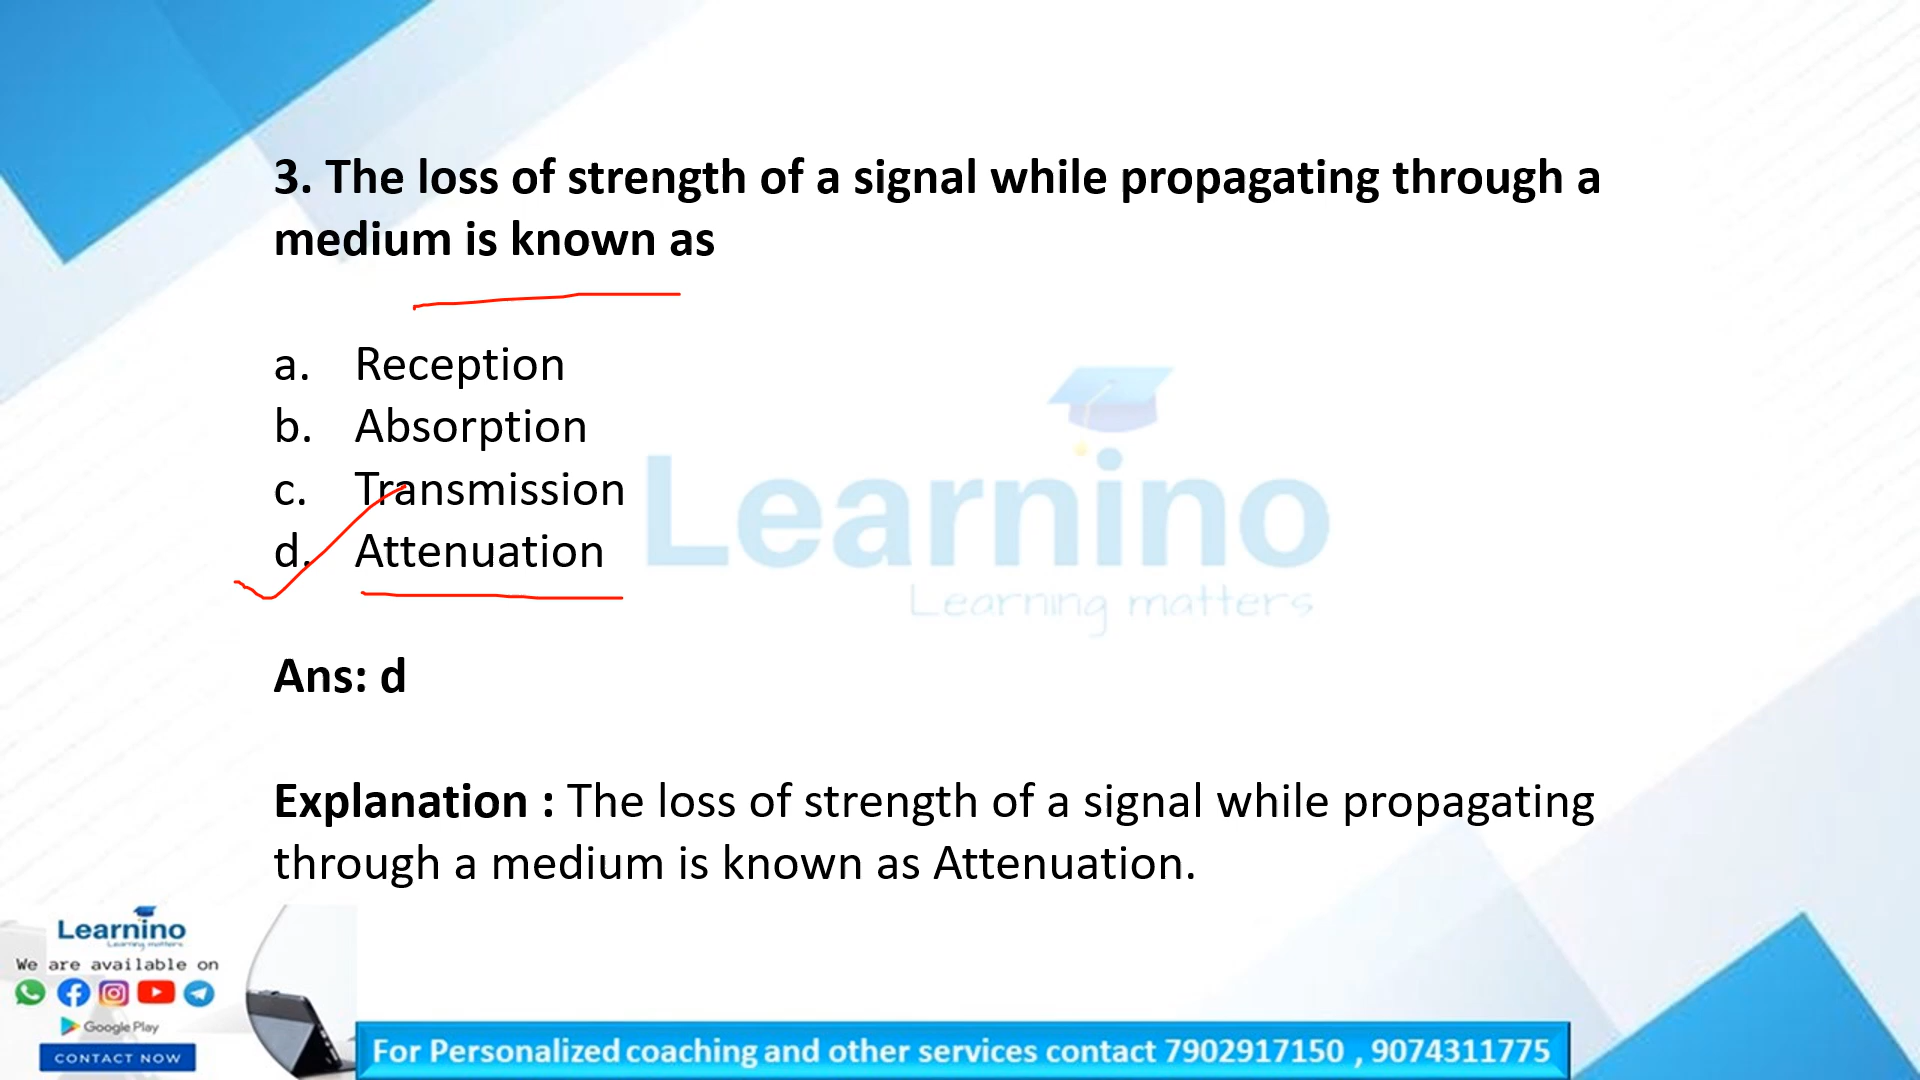 3. The loss of strength of a signal while propagating through a
medium is known as
a. Reception
b. Absorption
c. Transmission
d. Attenuation
Learnino
Learning matters
Ans: d
Explanation : The loss of strength of a signal while propagating
through a medium is known as Attenuation.
Learnino
Learning matters
We are available on
Google Play
CONTACT NOW
For Personalized coaching and other services contact 7902917150 , 9074311775